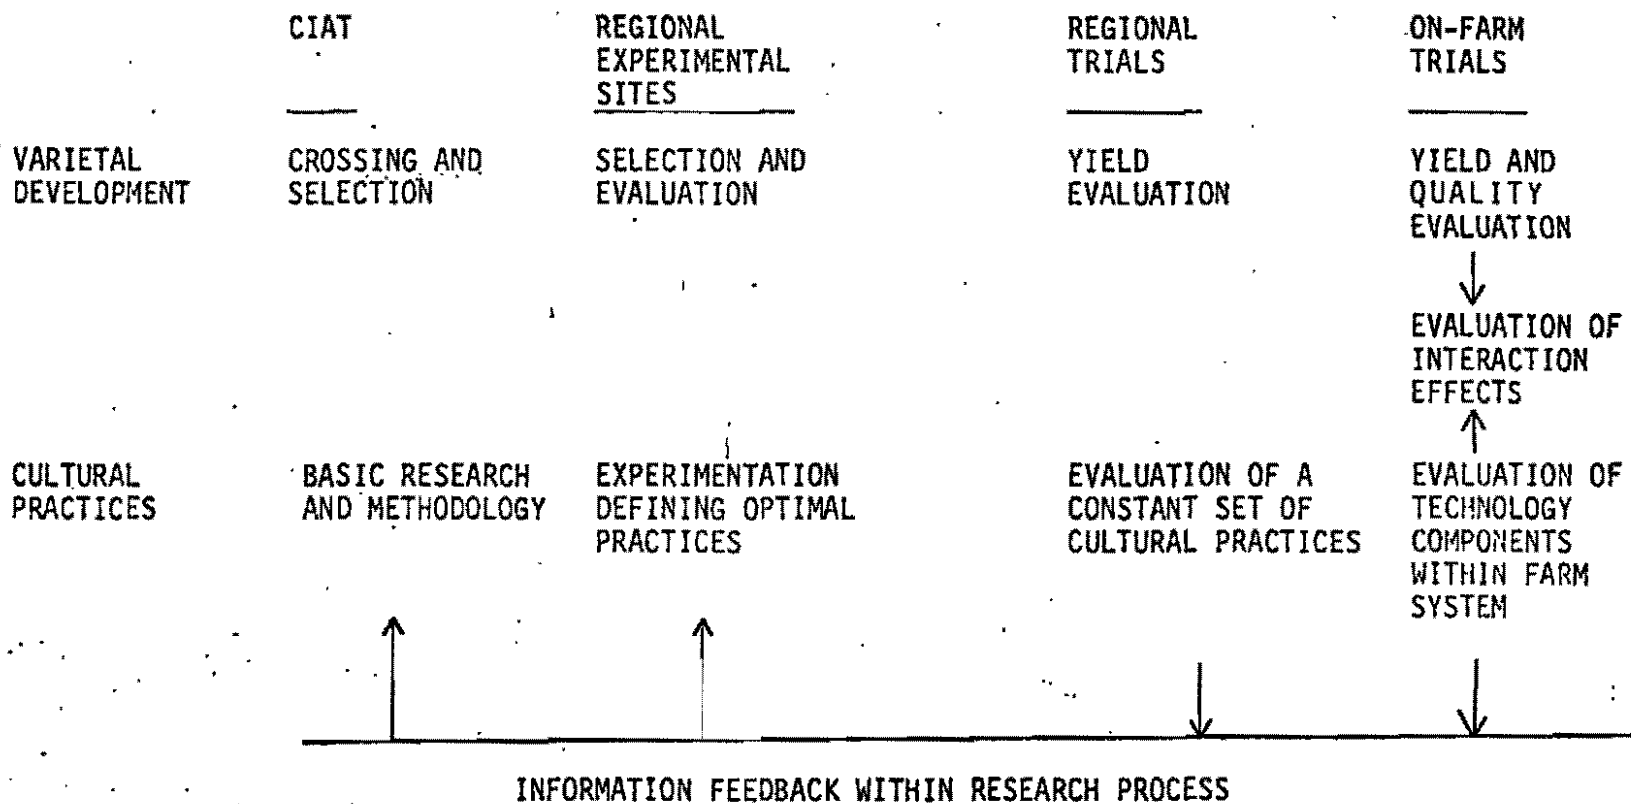 CIAT
REGIONAL
EXPERIMENTAL
SITES
REGIONAL
TRIALS
ON-FARM
TRIALS
VARIETAL
DEVELOPMENT
CROSSING AND
SELECTION
SELECTION AND
EVALUATION
YIELD
EVALUATION
YIELD AND
QUALITY
EVALUATION
EVALUATION OF
INTERACTION
EFFECTS
CULTURAL
PRACTICES
BASIC RESEARCH
AND METHODOLOGY
EXPERIMENTATION
DEFINING OPTIMAL
PRACTICES
EVALUATION OF A
CONSTANT SET OF
CULTURAL PRACTICES
EVALUATION OF
TECHNOLOGY
COMPONENTS
WITHIN FARM
SYSTEM
INFORMATION FEEDBACK WITHIN RESEARCH PROCESS